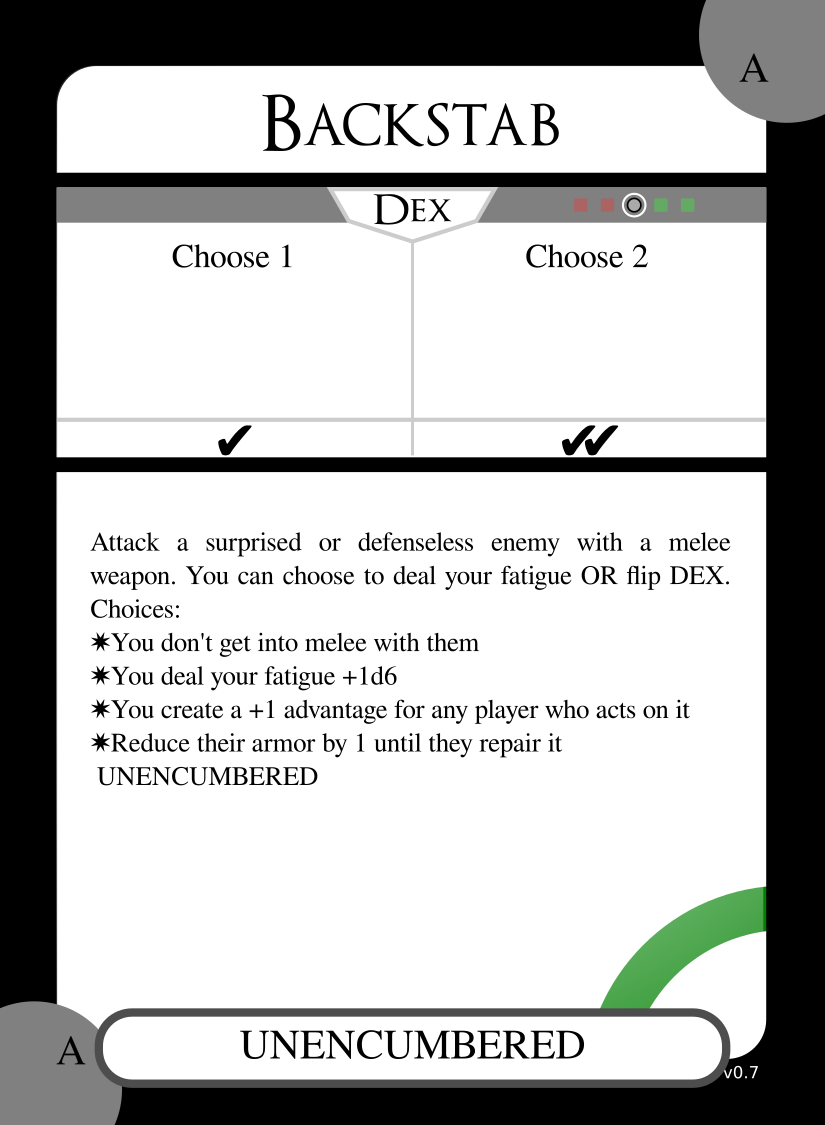 A
BACKSTAB
DEX
Choose 1
Choose 2
✔
✔✔
Attack a surprised or defenseless enemy with a melee
weapon. You can choose to deal your fatigue OR flip DEX.
Choices:
✷You don't get into melee with them
✷You deal your fatigue +1d6
✷You create a +1 advantage for any player who acts on it
✷Reduce their armor by 1 until they repair it
UNENCUMBERED
A
UNENCUMBERED
v0.7